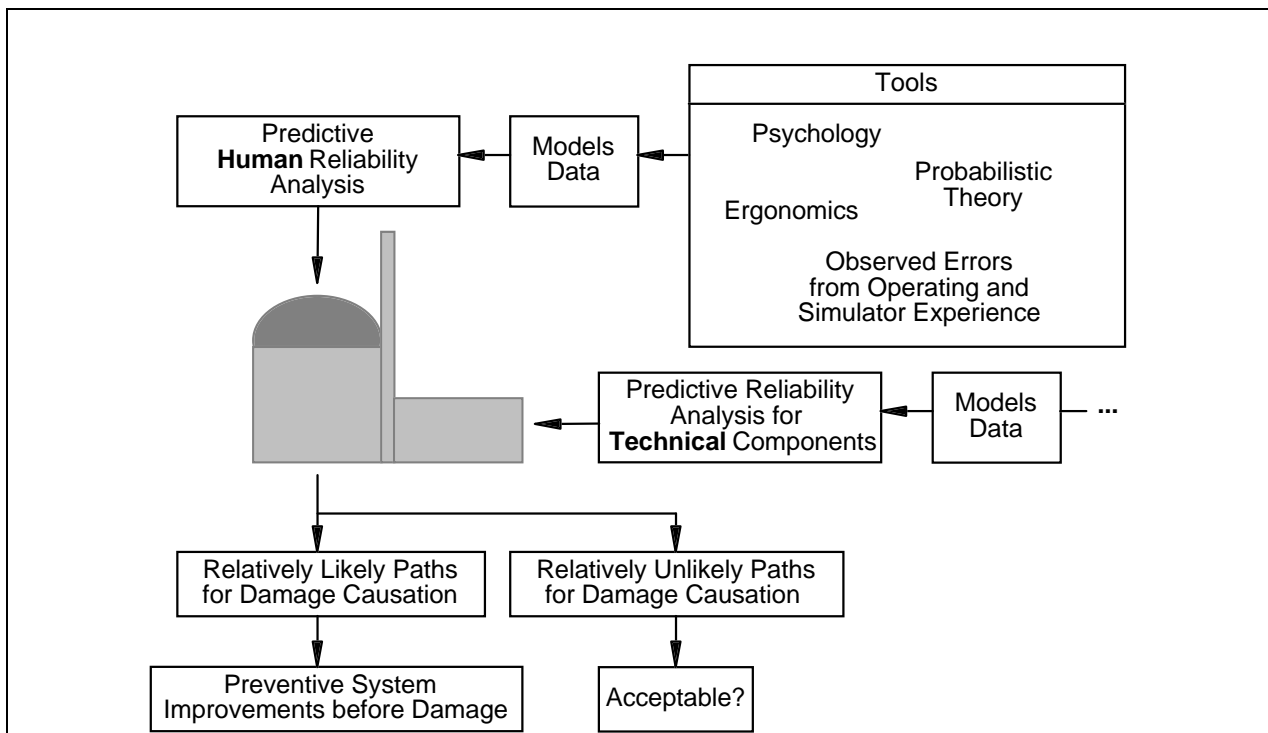 Tools
Psychology
Probabilistic
Theory
Ergonomics
Observed Errors
from Operating and
Simulator Experience
Models
Data
Predictive
Human Reliability
Analysis
Predictive Reliability
Analysis for
Technical Components
Models
Data
...
Relatively Likely Paths
for Damage Causation
Relatively Unlikely Paths
for Damage Causation
Preventive System
Improvements before Damage
Acceptable?